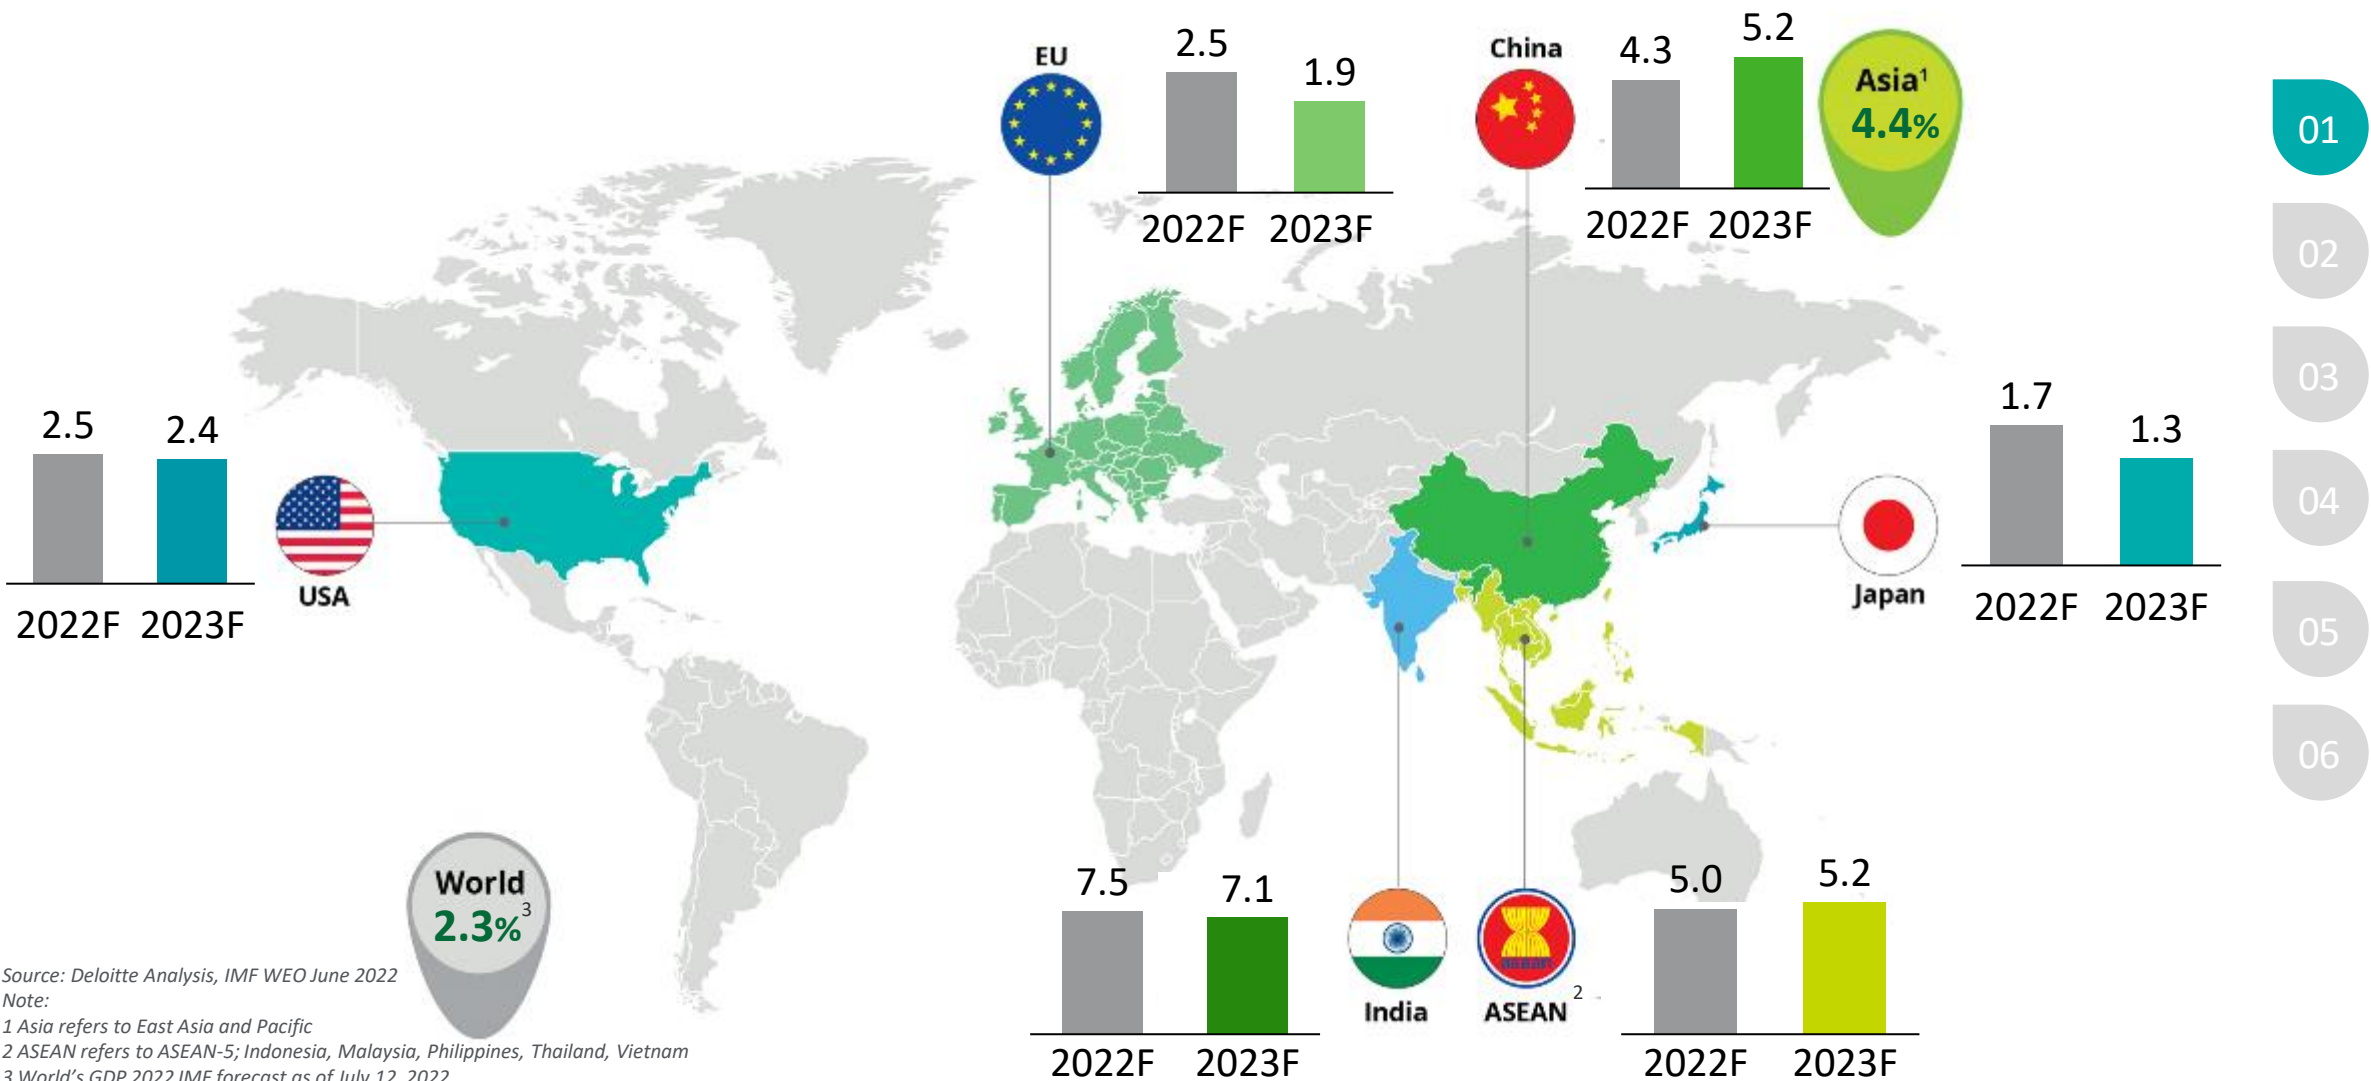 EU
2.5
1.9
2022F 2023F
China
4.3
5.2
2022F 2023F
Asia¹
4.4%
01
02
03
04
05
06
2.5
2.4
2022F 2023F
USA
1.7
1.3
2022F 2023F
Japan
World
2.3%³
7.5
7.1
2022F 2023F
India
asean
ASEAN ²
5.0
5.2
2022F 2023F
Source: Deloitte Analysis, IMF WEO June 2022
Note:
1 Asia refers to East Asia and Pacific
2 ASEAN refers to ASEAN-5; Indonesia, Malaysia, Philippines, Thailand, Vietnam
3 World's GDP 2022 IMF forecast as of July 12, 2022